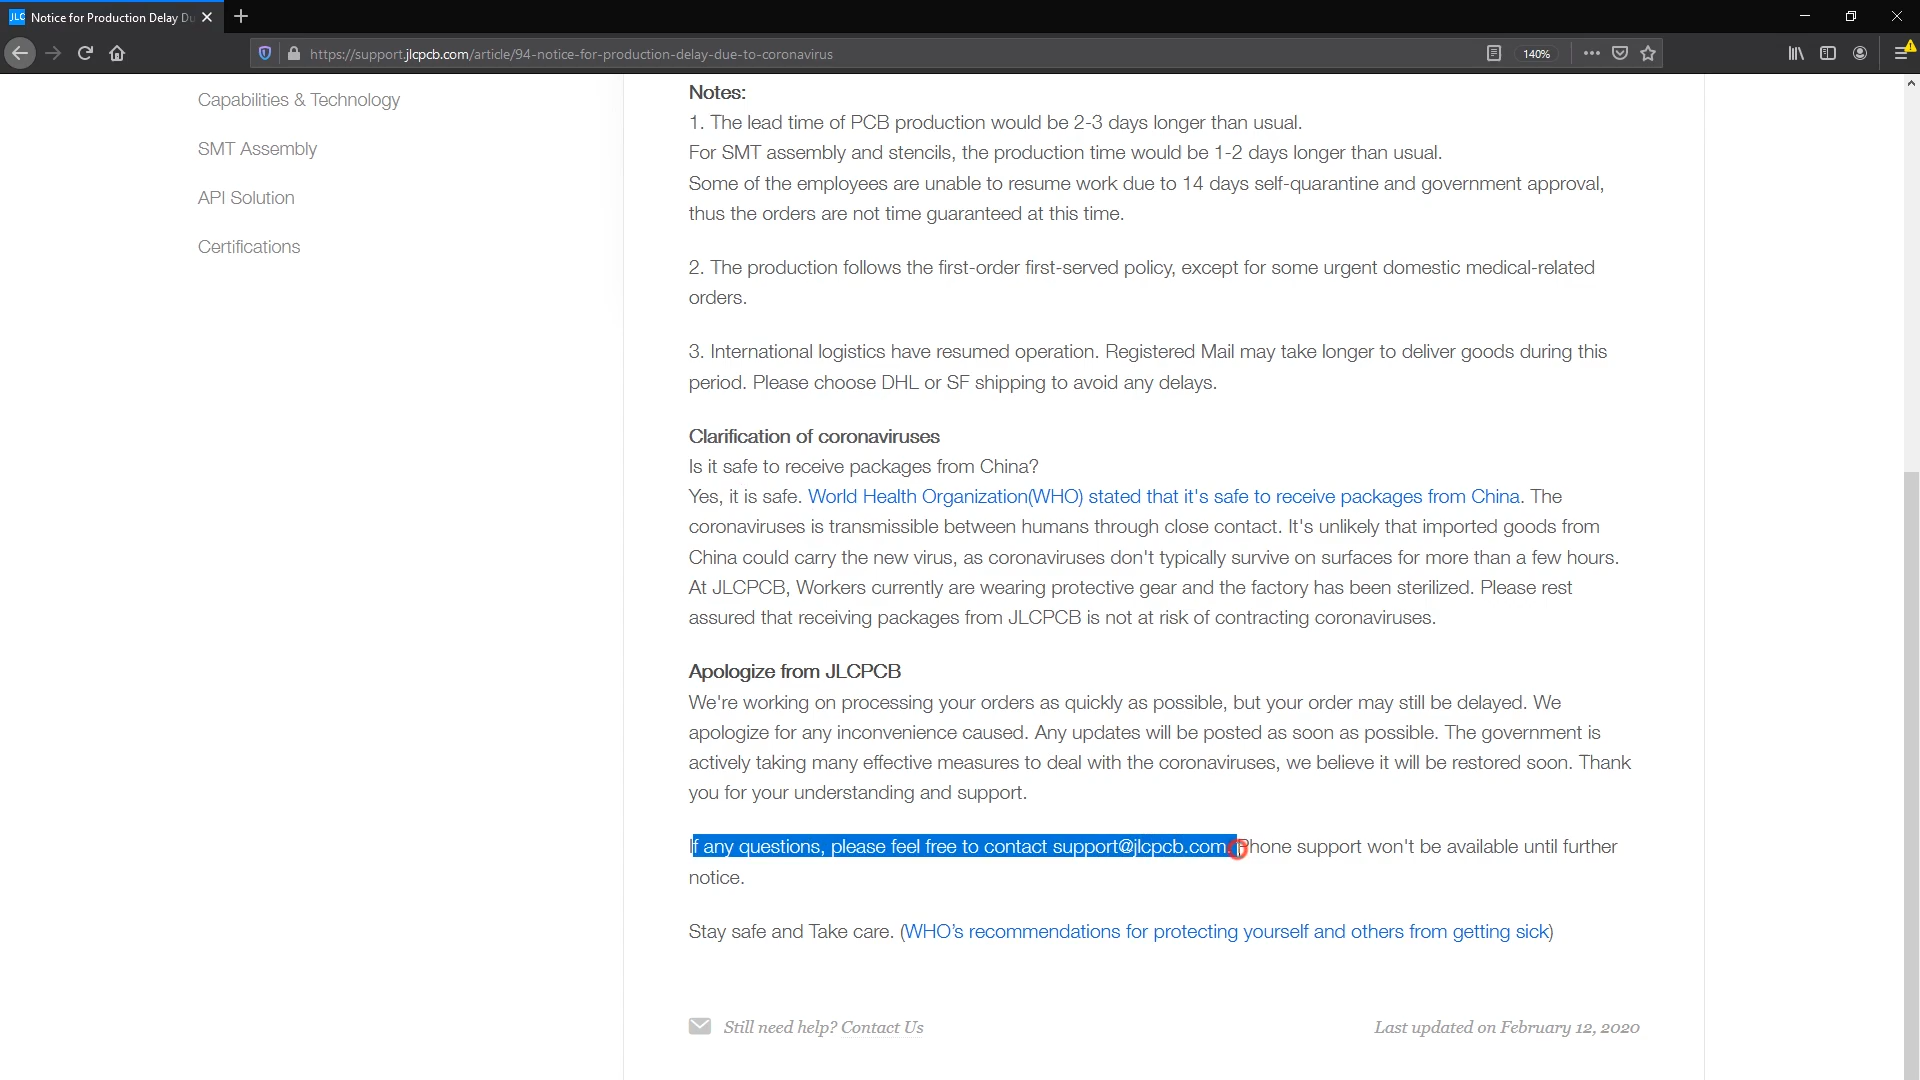 JLC Notice for Production Delay Du
https://support.jlcpcb.com/article/94-notice-for-production-delay-due-to-coronavirus
140%
Capabilities & Technology
SMT Assembly
API Solution
Certifications
Notes:
1. The lead time of PCB production would be 2-3 days longer than usual.
For SMT assembly and stencils, the production time would be 1-2 days longer than usual.
Some of the employees are unable to resume work due to 14 days self-quarantine and government approval,
thus the orders are not time guaranteed at this time.
2. The production follows the first-order first-served policy, except for some urgent domestic medical-related
orders.
3. International logistics have resumed operation. Registered Mail may take longer to deliver goods during this
period. Please choose DHL or SF shipping to avoid any delays.
Clarification of coronaviruses
Is it safe to receive packages from China?
Yes, it is safe. World Health Organization(WHO) stated that it's safe to receive packages from China. The
coronaviruses is transmissible between humans through close contact. It's unlikely that imported goods from
China could carry the new virus, as coronaviruses don't typically survive on surfaces for more than a few hours.
At JLCPCB, Workers currently are wearing protective gear and the factory has been sterilized. Please rest
assured that receiving packages from JLCPCB is not at risk of contracting coronaviruses.
Apologize from JLCPCB
We're working on processing your orders as quickly as possible, but your order may still be delayed. We
apologize for any inconvenience caused. Any updates will be posted as soon as possible. The government is
actively taking many effective measures to deal with the coronaviruses, we believe it will be restored soon. Thank
you for your understanding and support.
If any questions, please feel free to contact support@jlcpcb.com. Phone support won't be available until further
notice.
Stay safe and Take care. (WHO's recommendations for protecting yourself and others from getting sick)
Still need help? Contact Us
Last updated on February 12, 2020